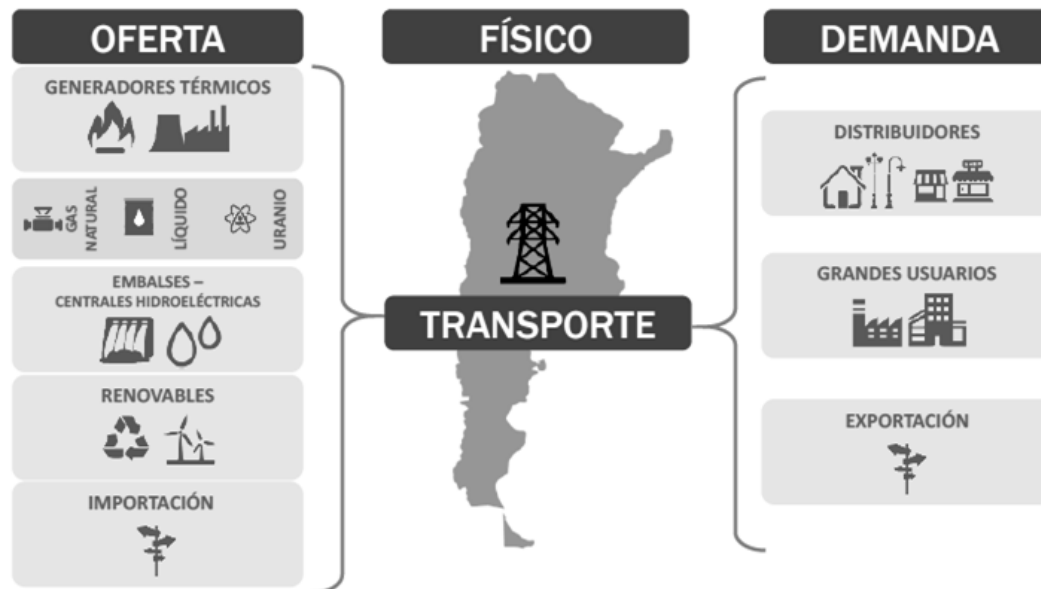 OFERTA
GENERADORES TÉRMICOS
GAS
NATURAL
LÍQUIDO
URANIO
EMBALSES –
CENTRALES HIDROELÉCTRICAS
RENOVABLES
IMPORTACIÓN
FÍSICO
TRANSPORTE
DEMANDA
DISTRIBUIDORES
GRANDES USUARIOS
EXPORTACIÓN